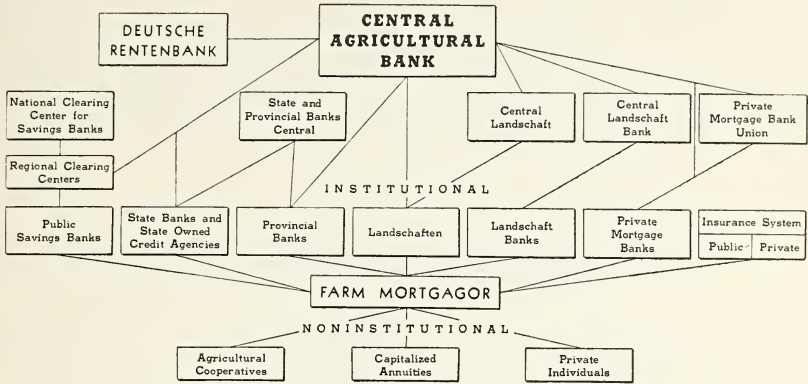 DEUTSCHE
RENTENBANK
CENTRAL
AGRICULTURAL
BANK
National Clearing
Center for
Savings Banks
State and
Provincial Banks
Central
Central
Landschaft
Central
Landschaft
Bank
Private
Mortgage Bank
Union
Regional Clearing
Centers
INSTITUTIONAL
Public
Savings Banks
State Banks and
State Owned
Credit Agencies
Provincial
Banks
Landschaften
Landschaft
Banks
Private
Mortgage
Banks
Insurance System
Public
Private
FARM MORTGAGOR
NONINSTITUTIONAL
Agricultural
Cooperatives
Capitalized
Annuities
Private
Individuals